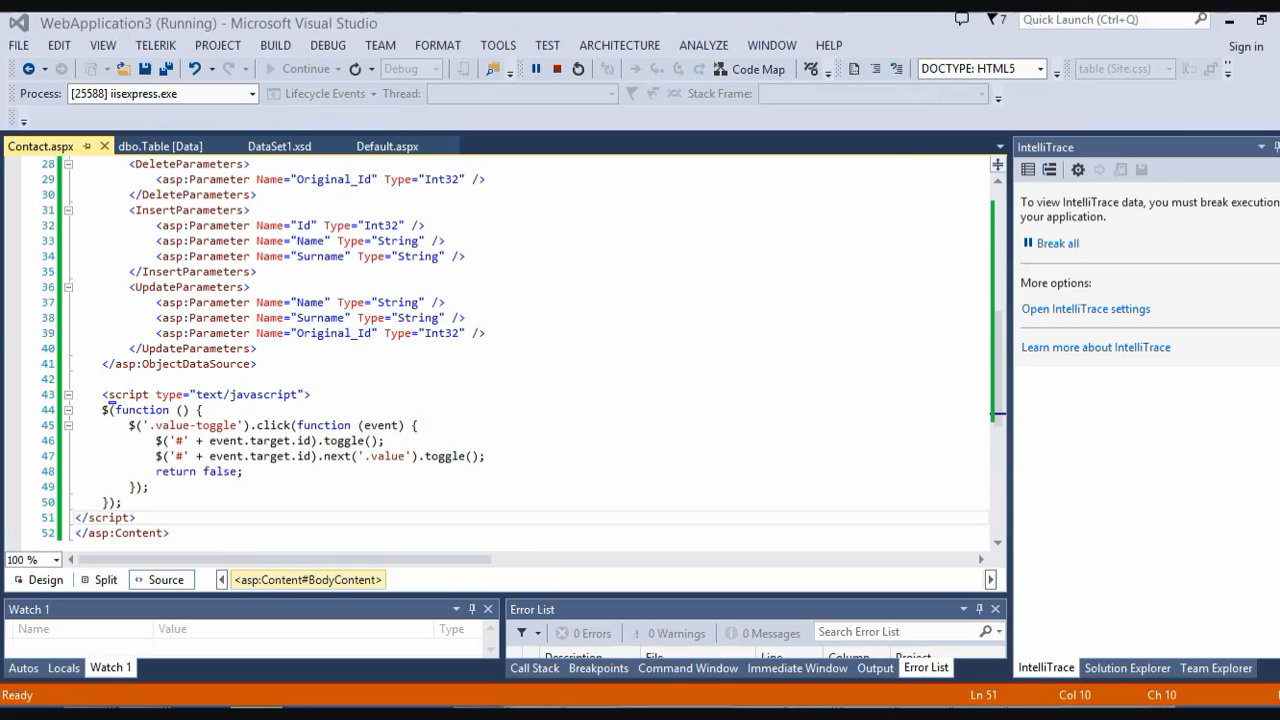 WebApplication3 (Running) - Microsoft Visual Studio
7
Quick Launch (Ctrl+Q)
FILE EDIT VIEW TELERIK PROJECT BUILD DEBUG TEAM FORMAT TOOLS TEST ARCHITECTURE ANALYZE WINDOW HELP
Sign in
Continue Debug Code Map DOCTYPE: HTML5 table (Site.css)
Process: [25588] iisexpress.exe Lifecycle Events Thread: Stack Frame:
Contact.aspx dbo.Table [Data] DataSet1.xsd Default.aspx
28 <DeleteParameters>
29 <asp:Parameter Name="Original_Id" Type="Int32" />
30 </DeleteParameters>
31 <InsertParameters>
32 <asp:Parameter Name="Id" Type="Int32" />
33 <asp:Parameter Name="Name" Type="String" />
34 <asp:Parameter Name="Surname" Type="String" />
35 </InsertParameters>
36 <UpdateParameters>
37 <asp:Parameter Name="Name" Type="String" />
38 <asp:Parameter Name="Surname" Type="String" />
39 <asp:Parameter Name="Original_Id" Type="Int32" />
40 </UpdateParameters>
41 </asp:ObjectDataSource>
42
43 <script type="text/javascript">
44 $(function () {
45 $('.value-toggle').click(function (event) {
46 $('#' + event.target.id).toggle();
47 $('#' + event.target.id).next('.value').toggle();
48 return false;
49 });
50 });
51 </script>
52 </asp:Content>
100 %
Design Split Source <asp:Content#BodyContent>
IntelliTrace
To view IntelliTrace data, you must break execution
your application.
Break all
More options:
Open IntelliTrace settings
Learn more about IntelliTrace
Watch 1
Name Value Type
Autos Locals Watch 1
Error List
0 Errors 0 Warnings 0 Messages Search Error List
Description File Line Column Project
Call Stack Breakpoints Command Window Immediate Window Output Error List
IntelliTrace Solution Explorer Team Explorer
Ready Ln 51 Col 10 Ch 10